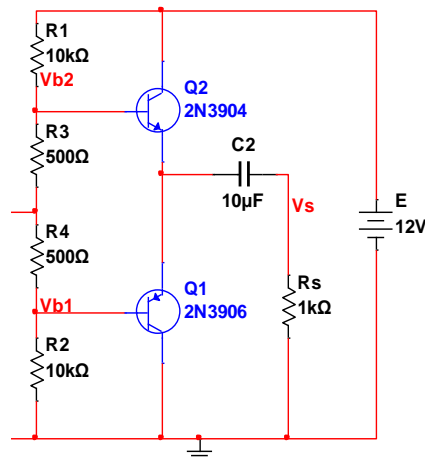 R1
10kΩ
Vb2
Q2
2N3904
R3
500Ω
C2
10µF
Vs
E
12V
R4
500Ω
Vb1
Q1
2N3906
Rs
1kΩ
R2
10kΩ